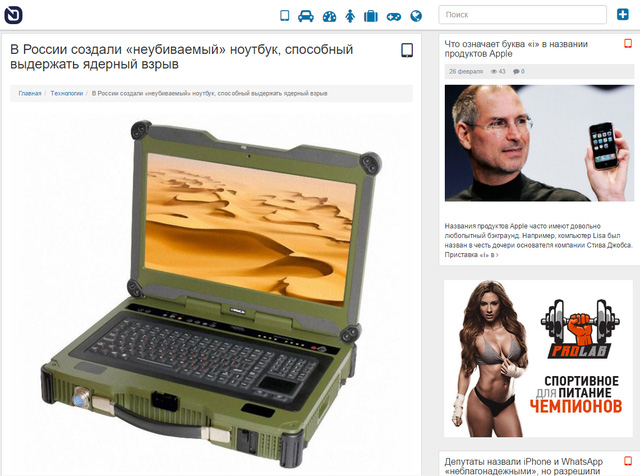 Поиск
В России создали «неубиваемый» ноутбук, способный
выдержать ядерный взрыв
Главная / Технологии / В России создали «неубиваемый» ноутбук, способный выдержать ядерный взрыв
Что означает буква «i» в названии
продуктов Apple
26 февраля 43 0
Названия продуктов Apple часто имеют довольно
любопытный бэкграунд. Например, компьютер Lisa был
назван в честь дочери основателя компании Стива Джобса.
Приставка «i» в ›
PROLAB
СПОРТИВНОЕ
ДЛЯ ПИТАНИЕ
ЧЕМПИОНОВ
Депутаты назвали iPhone и WhatsApp
«неблагонадежными», но разрешили